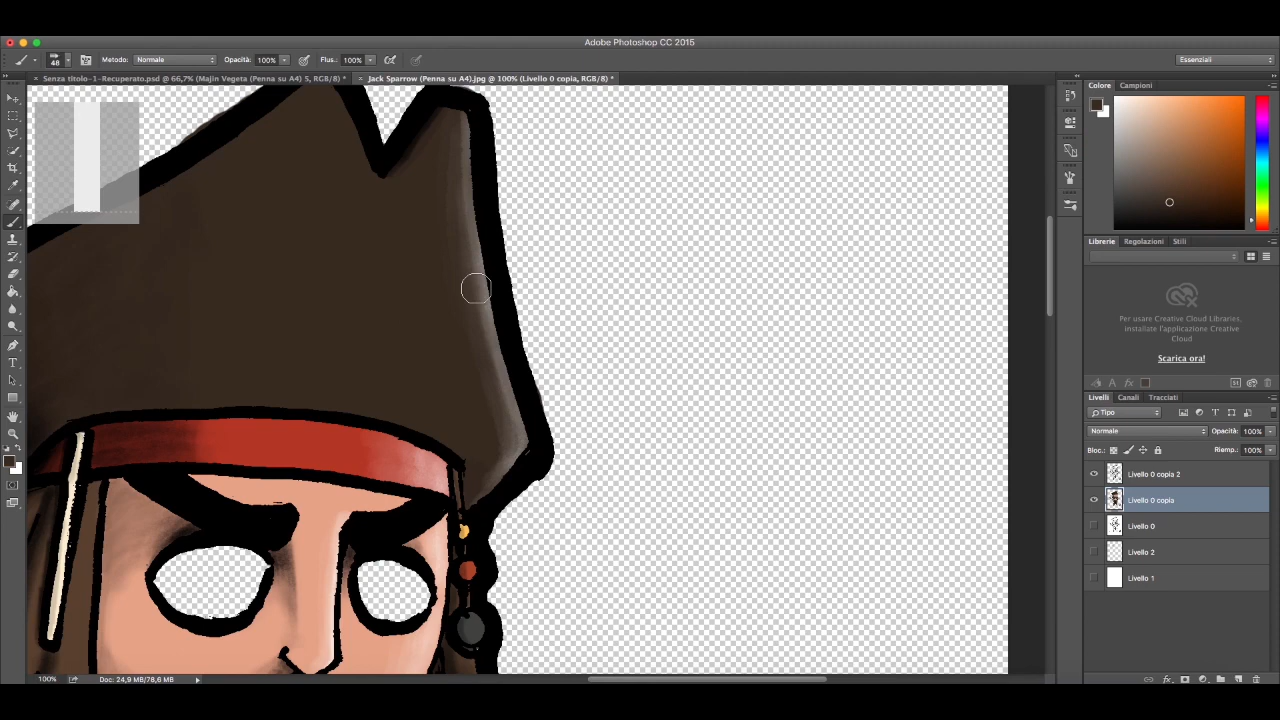 Adobe Photoshop CC 2015
48 Metodo: Normale Opacità: 100% Flus.: 100% Essenziali
Senza titolo-1-Recuperato.psd @ 66,7% (Majin Vegeta (Penna su A4) 5, RGB/8) * Jack Sparrow (Penna su A4).jpg @ 100% (Livello 0 copia, RGB/8) *
Colore Campioni
Librerie Regolazioni Stili
Per usare Creative Cloud Libraries,
installate l'applicazione Creative
Cloud
Scarica ora!
Livelli Canali Tracciati
Tipo
Normale Opacità: 100%
Bloc.: Riemp.: 100%
Livello 0 copia 2
Livello 0 copia
Livello 0
Livello 2
Livello 1
100% Doc: 24,9 MB/78,6 MB